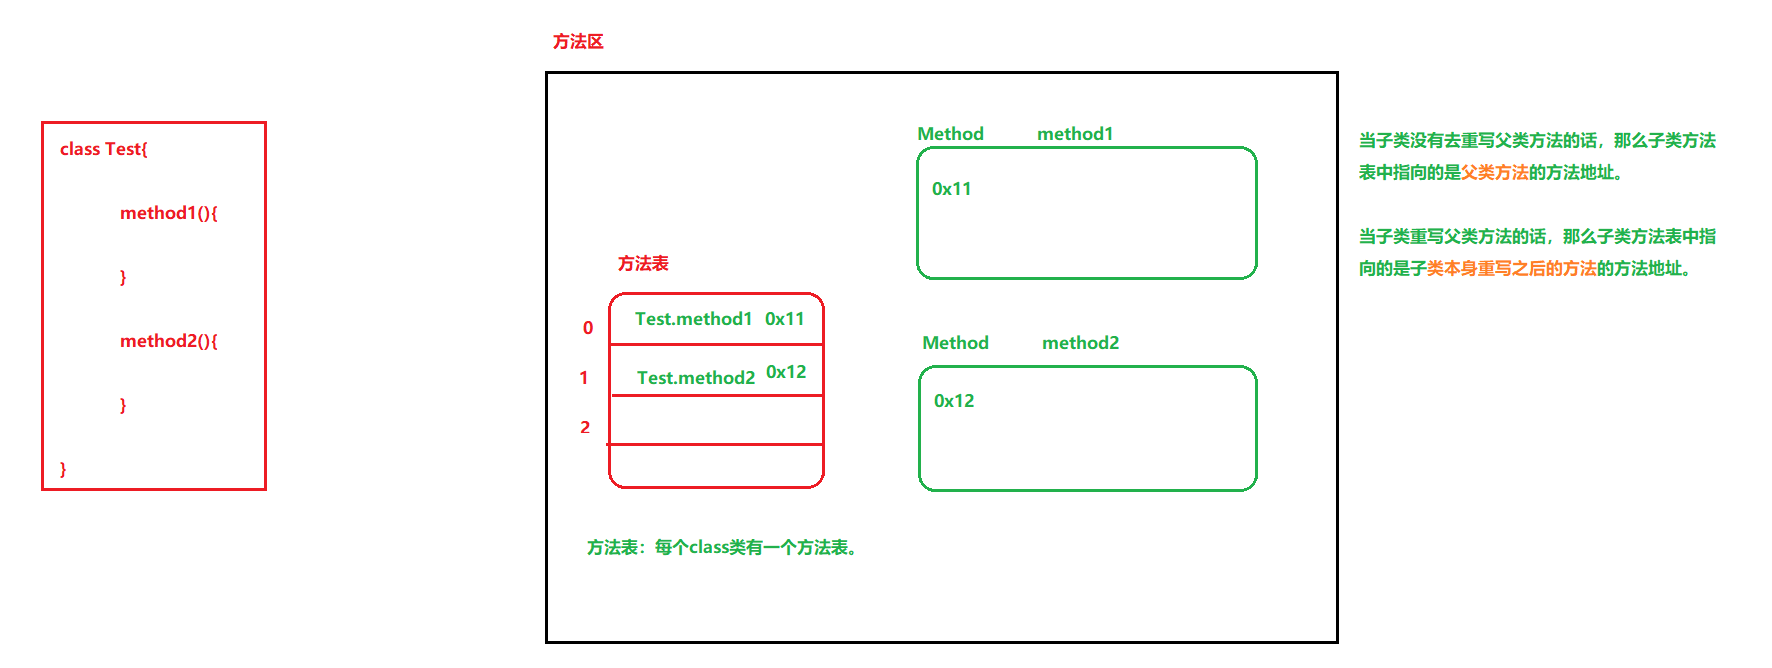 方法区
class Test{
method1(){
}
method2(){
}
}
方法表
0
Test.method1 0x11
1
Test.method2 0x12
2
方法表：每个class类有一个方法表。
Method method1
0x11
Method method2
0x12
当子类没有去重写父类方法的话，那么子类方法
表中指向的是父类方法的方法地址。
当子类重写父类方法的话，那么子类方法表中指
向的是子类本身重写之后的方法的方法地址。